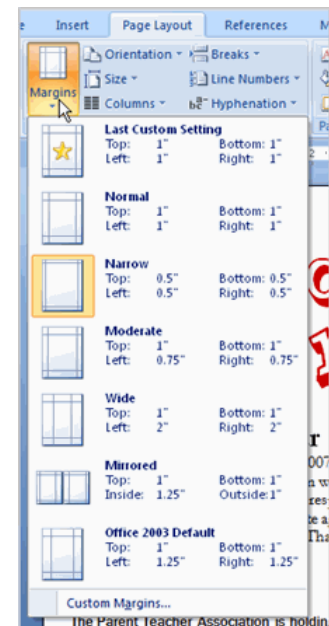 Insert Page Layout References
Orientation Breaks
Margins Size Line Numbers
Columns Hyphenation
Last Custom Setting
Top: 1" Bottom: 1"
Left: 1" Right: 1"
Normal
Top: 1" Bottom: 1"
Left: 1" Right: 1"
Narrow
Top: 0.5" Bottom: 0.5"
Left: 0.5" Right: 0.5"
Moderate
Top: 1" Bottom: 1"
Left: 0.75" Right: 0.75"
Wide
Top: 1" Bottom: 1"
Left: 2" Right: 2"
Mirrored
Top: 1" Bottom: 1"
Inside: 1.25" Outside: 1"
Office 2003 Default
Top: 1" Bottom: 1"
Left: 1.25" Right: 1.25"
Custom Margins...
The Parent Teacher Association is holding